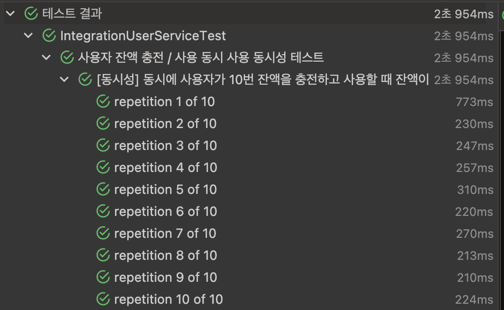 테스트 결과 2초 954ms
IntegrationUserServiceTest 2초 954ms
사용자 잔액 충전 / 사용 동시 사용 동시성 테스트 2초 954ms
[동시성] 동시에 사용자가 10번 잔액을 충전하고 사용할 때 잔액이 2초 954ms
repetition 1 of 10 773ms
repetition 2 of 10 230ms
repetition 3 of 10 247ms
repetition 4 of 10 257ms
repetition 5 of 10 310ms
repetition 6 of 10 220ms
repetition 7 of 10 270ms
repetition 8 of 10 213ms
repetition 9 of 10 210ms
repetition 10 of 10 224ms